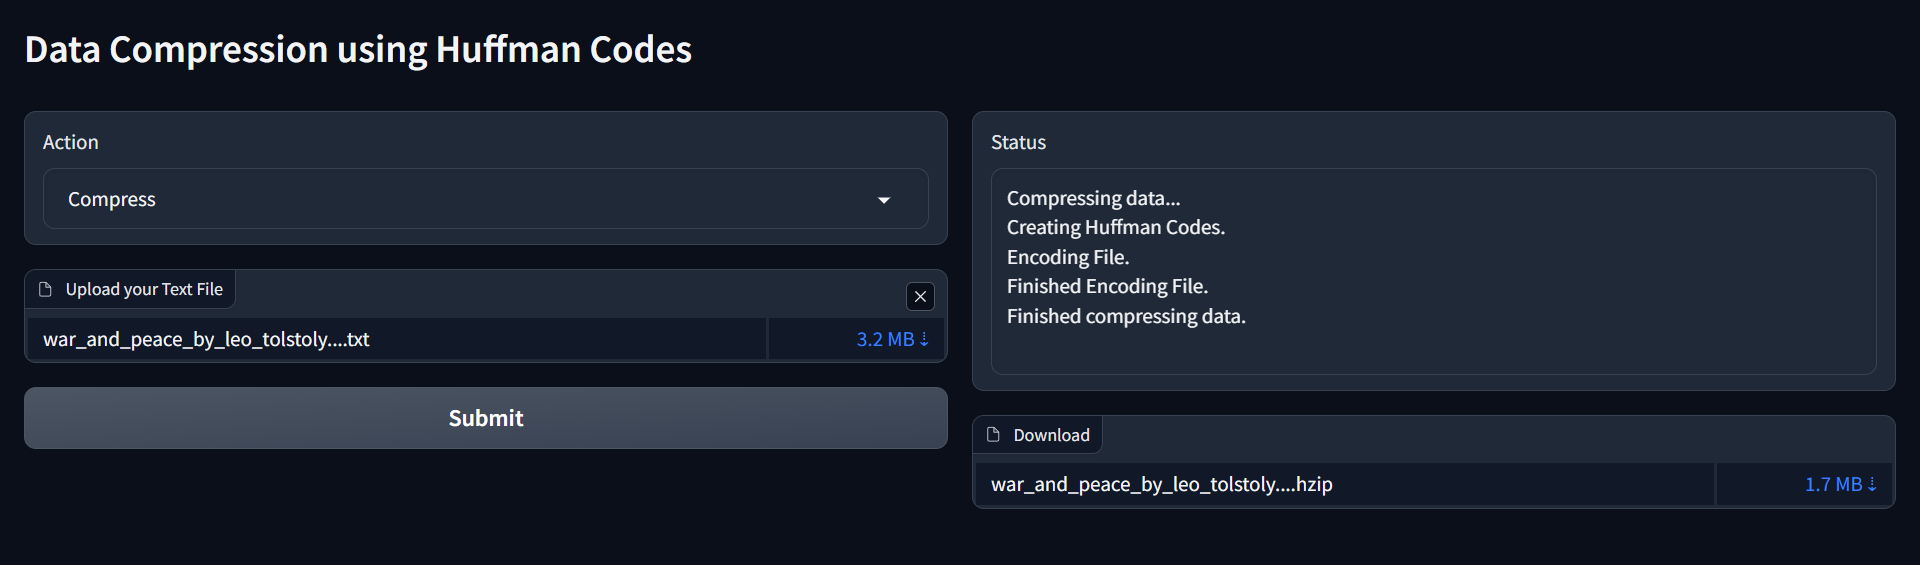 Data Compression using Huffman Codes
Action
Compress
Upload your Text File
war_and_peace_by_leo_tolstoly....txt
3.2 MB ⇣
Submit
Status
Compressing data...
Creating Huffman Codes.
Encoding File.
Finished Encoding File.
Finished compressing data.
Download
war_and_peace_by_leo_tolstoly....hzip
1.7 MB ⇣